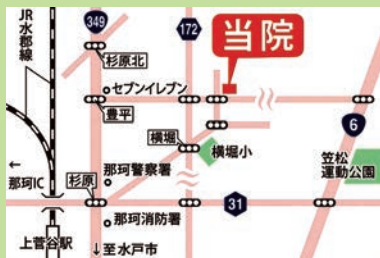 JR水郡線
349
172
当院
杉原北
セブンイレブン
豊平
6
横堀
横堀小
笠松
運動公園
←
那珂IC
那珂警察署
杉原
31
那珂消防署
上菅谷駅
↓至水戸市